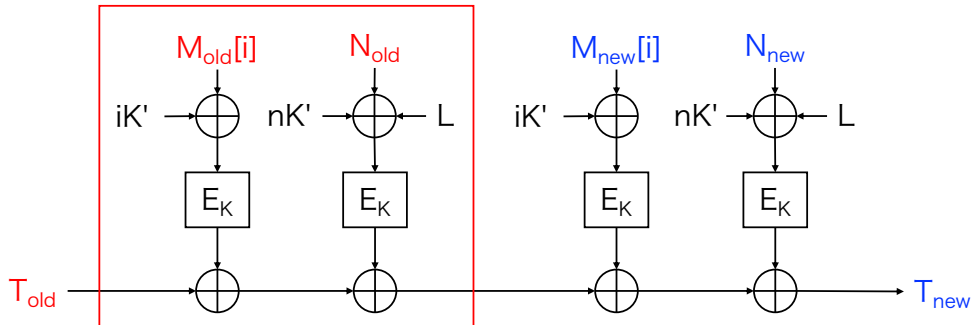 M_old[i] N_old M_new[i] N_new
iK' nK' L iK' nK' L
E_K E_K E_K E_K
T_old T_new